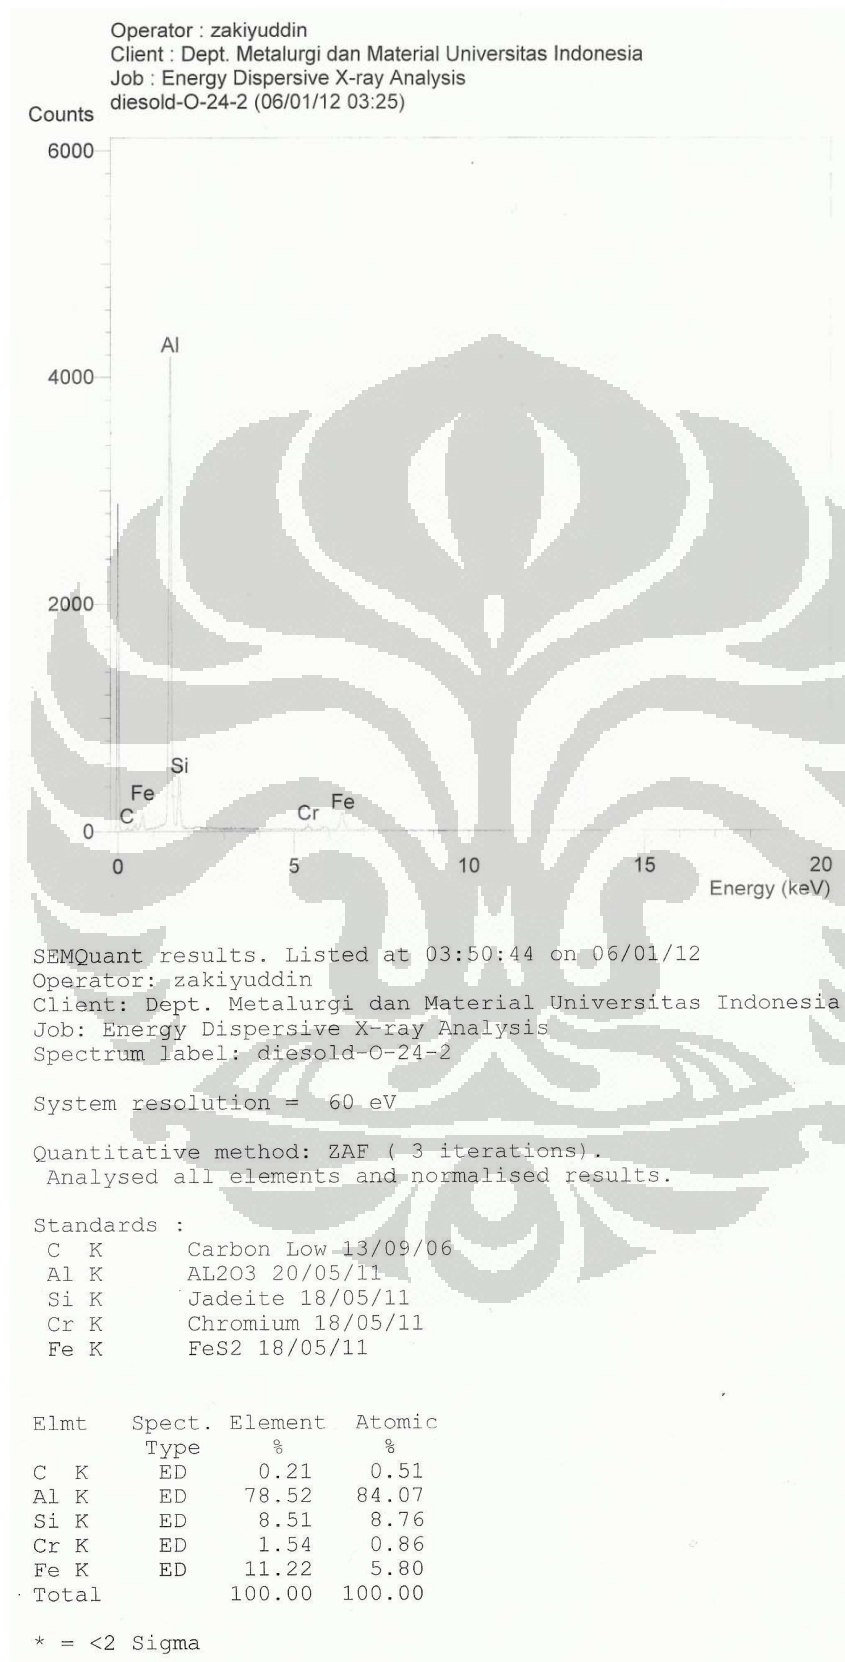 Operator : zakiyuddin
Client : Dept. Metalurgi dan Material Universitas Indonesia
Job : Energy Dispersive X-ray Analysis
diesold-O-24-2 (06/01/12 03:25)
Counts
6000
Al
4000
2000
Si
Fe
C
Cr
Fe
0
0 5 10 15 20
Energy (keV)
SEMQuant results. Listed at 03:50:44 on 06/01/12
Operator: zakiyuddin
Client: Dept. Metalurgi dan Material Universitas Indonesia
Job: Energy Dispersive X-ray Analysis
Spectrum label: diesold-O-24-2
System resolution = 60 eV
Quantitative method: ZAF ( 3 iterations).
Analysed all elements and normalised results.
Standards :
C K Carbon Low 13/09/06
Al K AL2O3 20/05/11
Si K Jadeite 18/05/11
Cr K Chromium 18/05/11
Fe K FeS2 18/05/11
Elmt Spect. Element Atomic
Type % %
C K ED 0.21 0.51
Al K ED 78.52 84.07
Si K ED 8.51 8.76
Cr K ED 1.54 0.86
Fe K ED 11.22 5.80
Total 100.00 100.00
* = <2 Sigma